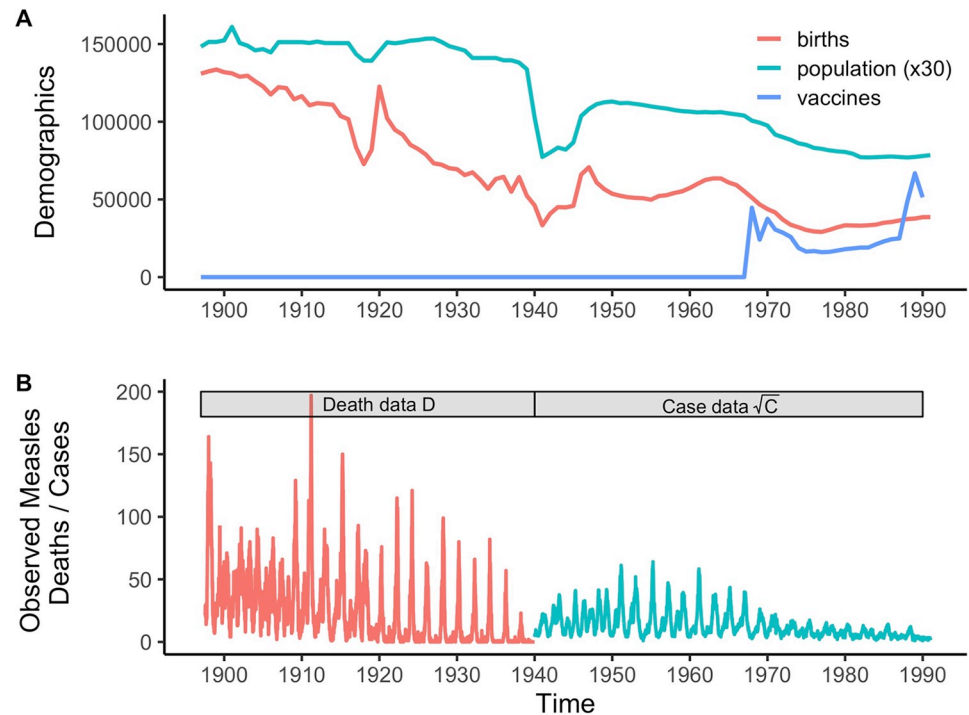 A
births
population (x30)
vaccines
Demographics
150000
100000
50000
0
1900 1910 1920 1930 1940 1950 1960 1970 1980 1990
B
Death data D
Case data √C
Observed Measles
Deaths / Cases
200
150
100
50
0
1900 1910 1920 1930 1940 1950 1960 1970 1980 1990
Time